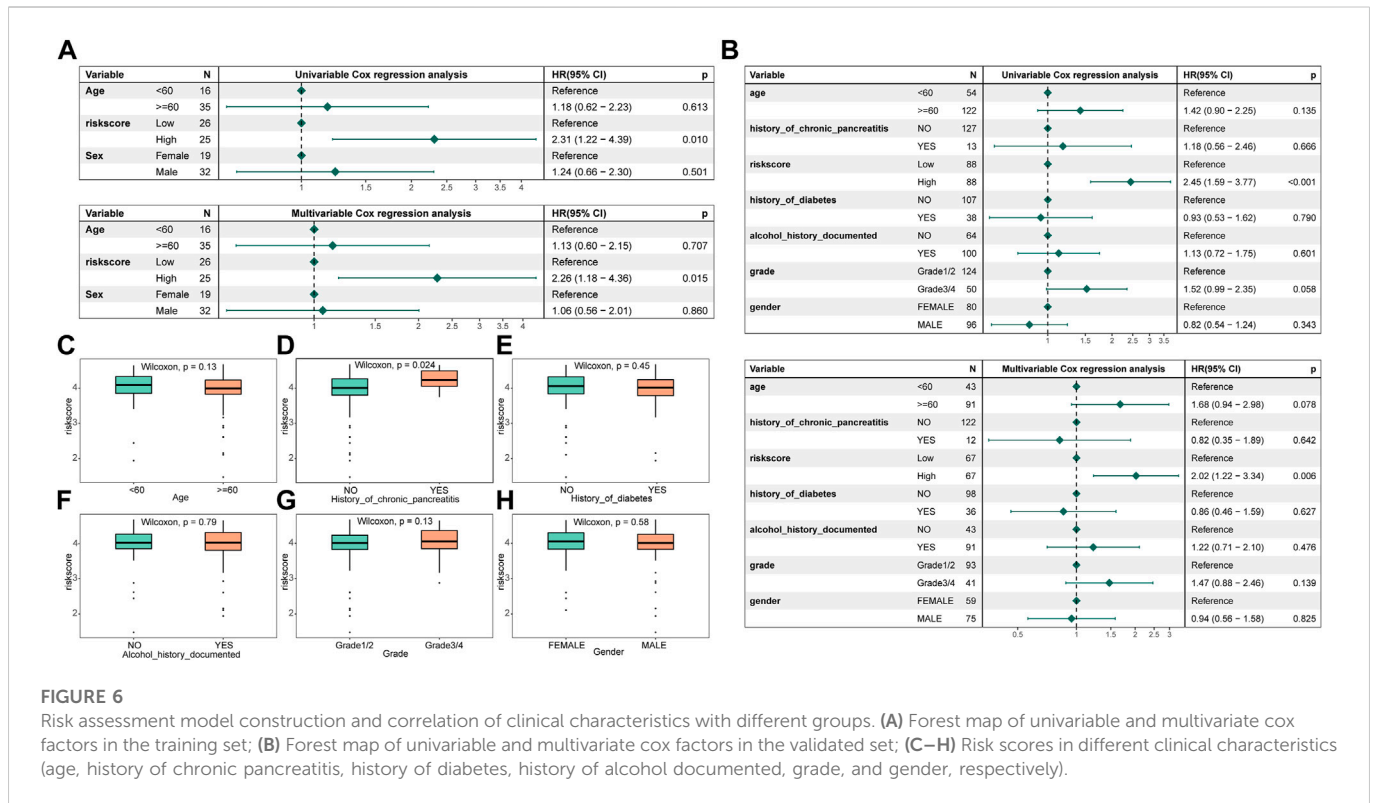 A
Variable N Univariable Cox regression analysis HR(95% CI) p
Age <60 16 Reference
>=60 35 1.18 (0.62 − 2.23) 0.613
riskscore Low 26 Reference
High 25 2.31 (1.22 − 4.39) 0.010
Sex Female 19 Reference
Male 32 1.24 (0.66 − 2.30) 0.501
1 1.5 2 2.5 3 3.5 4
Variable N Multivariable Cox regression analysis HR(95% CI) p
Age <60 16 Reference
>=60 35 1.13 (0.60 − 2.15) 0.707
riskscore Low 26 Reference
High 25 2.26 (1.18 − 4.36) 0.015
Sex Female 19 Reference
Male 32 1.06 (0.56 − 2.01) 0.860
1 1.5 2 2.5 3 3.5 4
B
Variable N Univariable Cox regression analysis HR(95% CI) p
age <60 54 Reference
>=60 122 1.42 (0.90 − 2.25) 0.135
history_of_chronic_pancreatitis NO 127 Reference
YES 13 1.18 (0.56 − 2.46) 0.666
riskscore Low 88 Reference
High 88 2.45 (1.59 − 3.77) <0.001
history_of_diabetes NO 107 Reference
YES 38 0.93 (0.53 − 1.62) 0.790
alcohol_history_documented NO 64 Reference
YES 100 1.13 (0.72 − 1.75) 0.601
grade Grade1/2 124 Reference
Grade3/4 50 1.52 (0.99 − 2.35) 0.058
gender FEMALE 80 Reference
MALE 96 0.82 (0.54 − 1.24) 0.343
1 1.5 2 2.5 3 3.5
Variable N Multivariable Cox regression analysis HR(95% CI) p
age <60 43 Reference
>=60 91 1.68 (0.94 − 2.98) 0.078
history_of_chronic_pancreatitis NO 122 Reference
YES 12 0.82 (0.35 − 1.89) 0.642
riskscore Low 67 Reference
High 67 2.02 (1.22 − 3.34) 0.006
history_of_diabetes NO 98 Reference
YES 36 0.86 (0.46 − 1.59) 0.627
alcohol_history_documented NO 43 Reference
YES 91 1.22 (0.71 − 2.10) 0.476
grade Grade1/2 93 Reference
Grade3/4 41 1.47 (0.88 − 2.46) 0.139
gender FEMALE 59 Reference
MALE 75 0.94 (0.56 − 1.58) 0.825
0.5 1 1.5 2 2.5 3
C
Wilcoxon, p = 0.13
riskscore
4
3
2
<60 >=60
Age
D
Wilcoxon, p = 0.024
riskscore
4
3
2
NO YES
History_of_chronic_pancreatitis
E
Wilcoxon, p = 0.45
riskscore
4
3
2
NO YES
History_of_diabetes
F
Wilcoxon, p = 0.79
riskscore
4
3
2
NO YES
Alcohol_history_documented
G
Wilcoxon, p = 0.13
riskscore
4
3
2
Grade1/2 Grade3/4
Grade
H
Wilcoxon, p = 0.58
riskscore
4
3
2
FEMALE MALE
Gender
FIGURE 6
Risk assessment model construction and correlation of clinical characteristics with different groups. (A) Forest map of univariable and multivariate cox
factors in the training set; (B) Forest map of univariable and multivariate cox factors in the validated set; (C–H) Risk scores in different clinical characteristics
(age, history of chronic pancreatitis, history of diabetes, history of alcohol documented, grade, and gender, respectively).